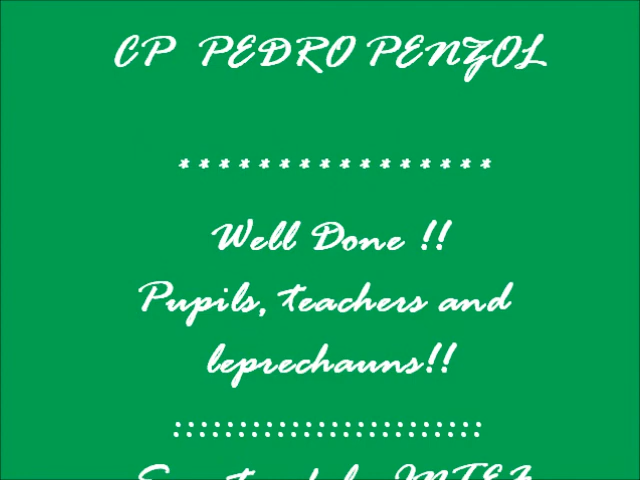 CP PEDRO PENZOL
****************
Well Done !!
Pupils, teachers and
leprechauns!!
::::::::::::::::::::::::